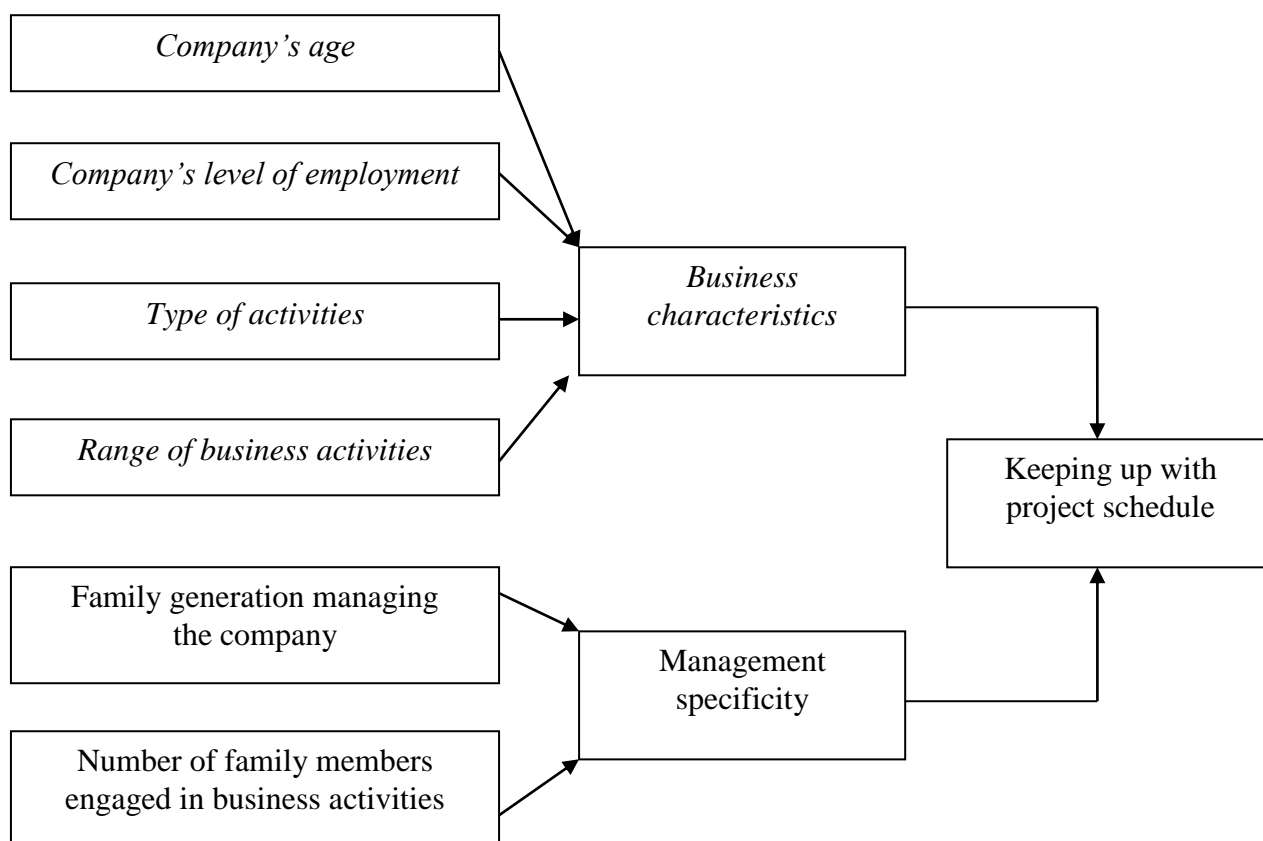 Company’s age
Company’s level of employment
Type of activities
Range of business activities
Business
characteristics
Keeping up with
project schedule
Family generation managing
the company
Number of family members
engaged in business activities
Management
specificity